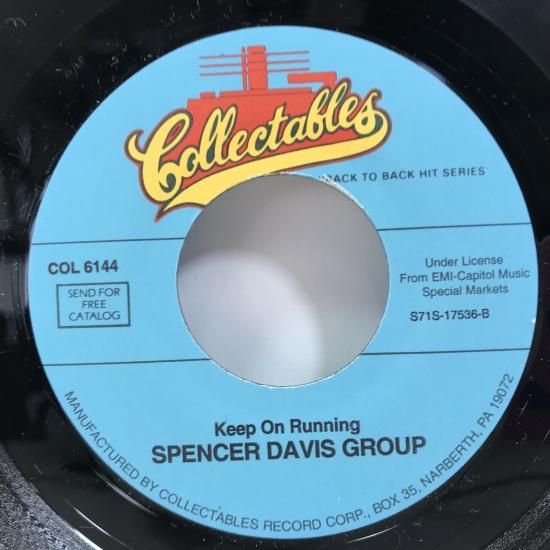 Collectables
BACK TO BACK HIT SERIES
COL 6144
SEND FOR
FREE
CATALOG
Under License
From EMI-Capitol Music
Special Markets
S71S-17536-B
Keep On Running
SPENCER DAVIS GROUP
MANUFACTURED BY COLLECTABLES RECORD CORP., BOX 35, NARBERTH, PA 19072